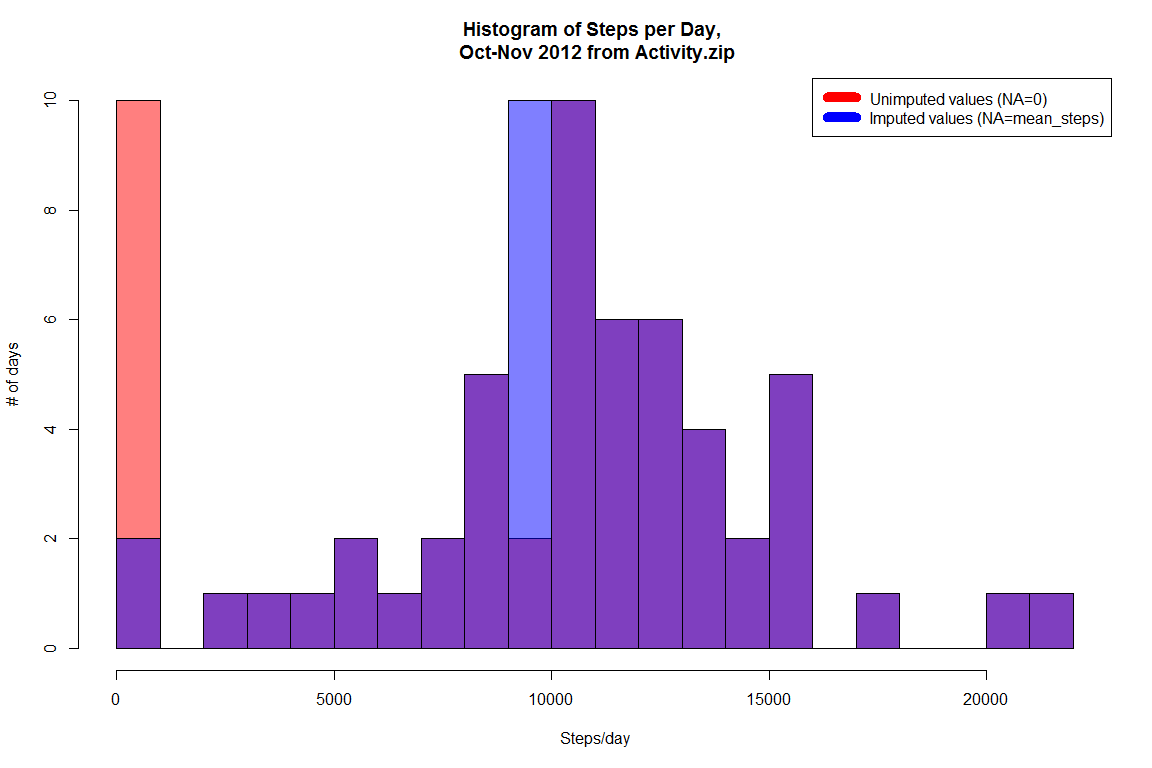 Histogram of Steps per Day,
Oct-Nov 2012 from Activity.zip
Unimputed values (NA=0)
Imputed values (NA=mean_steps)
# of days
10
8
6
4
2
0
0 5000 10000 15000 20000
Steps/day